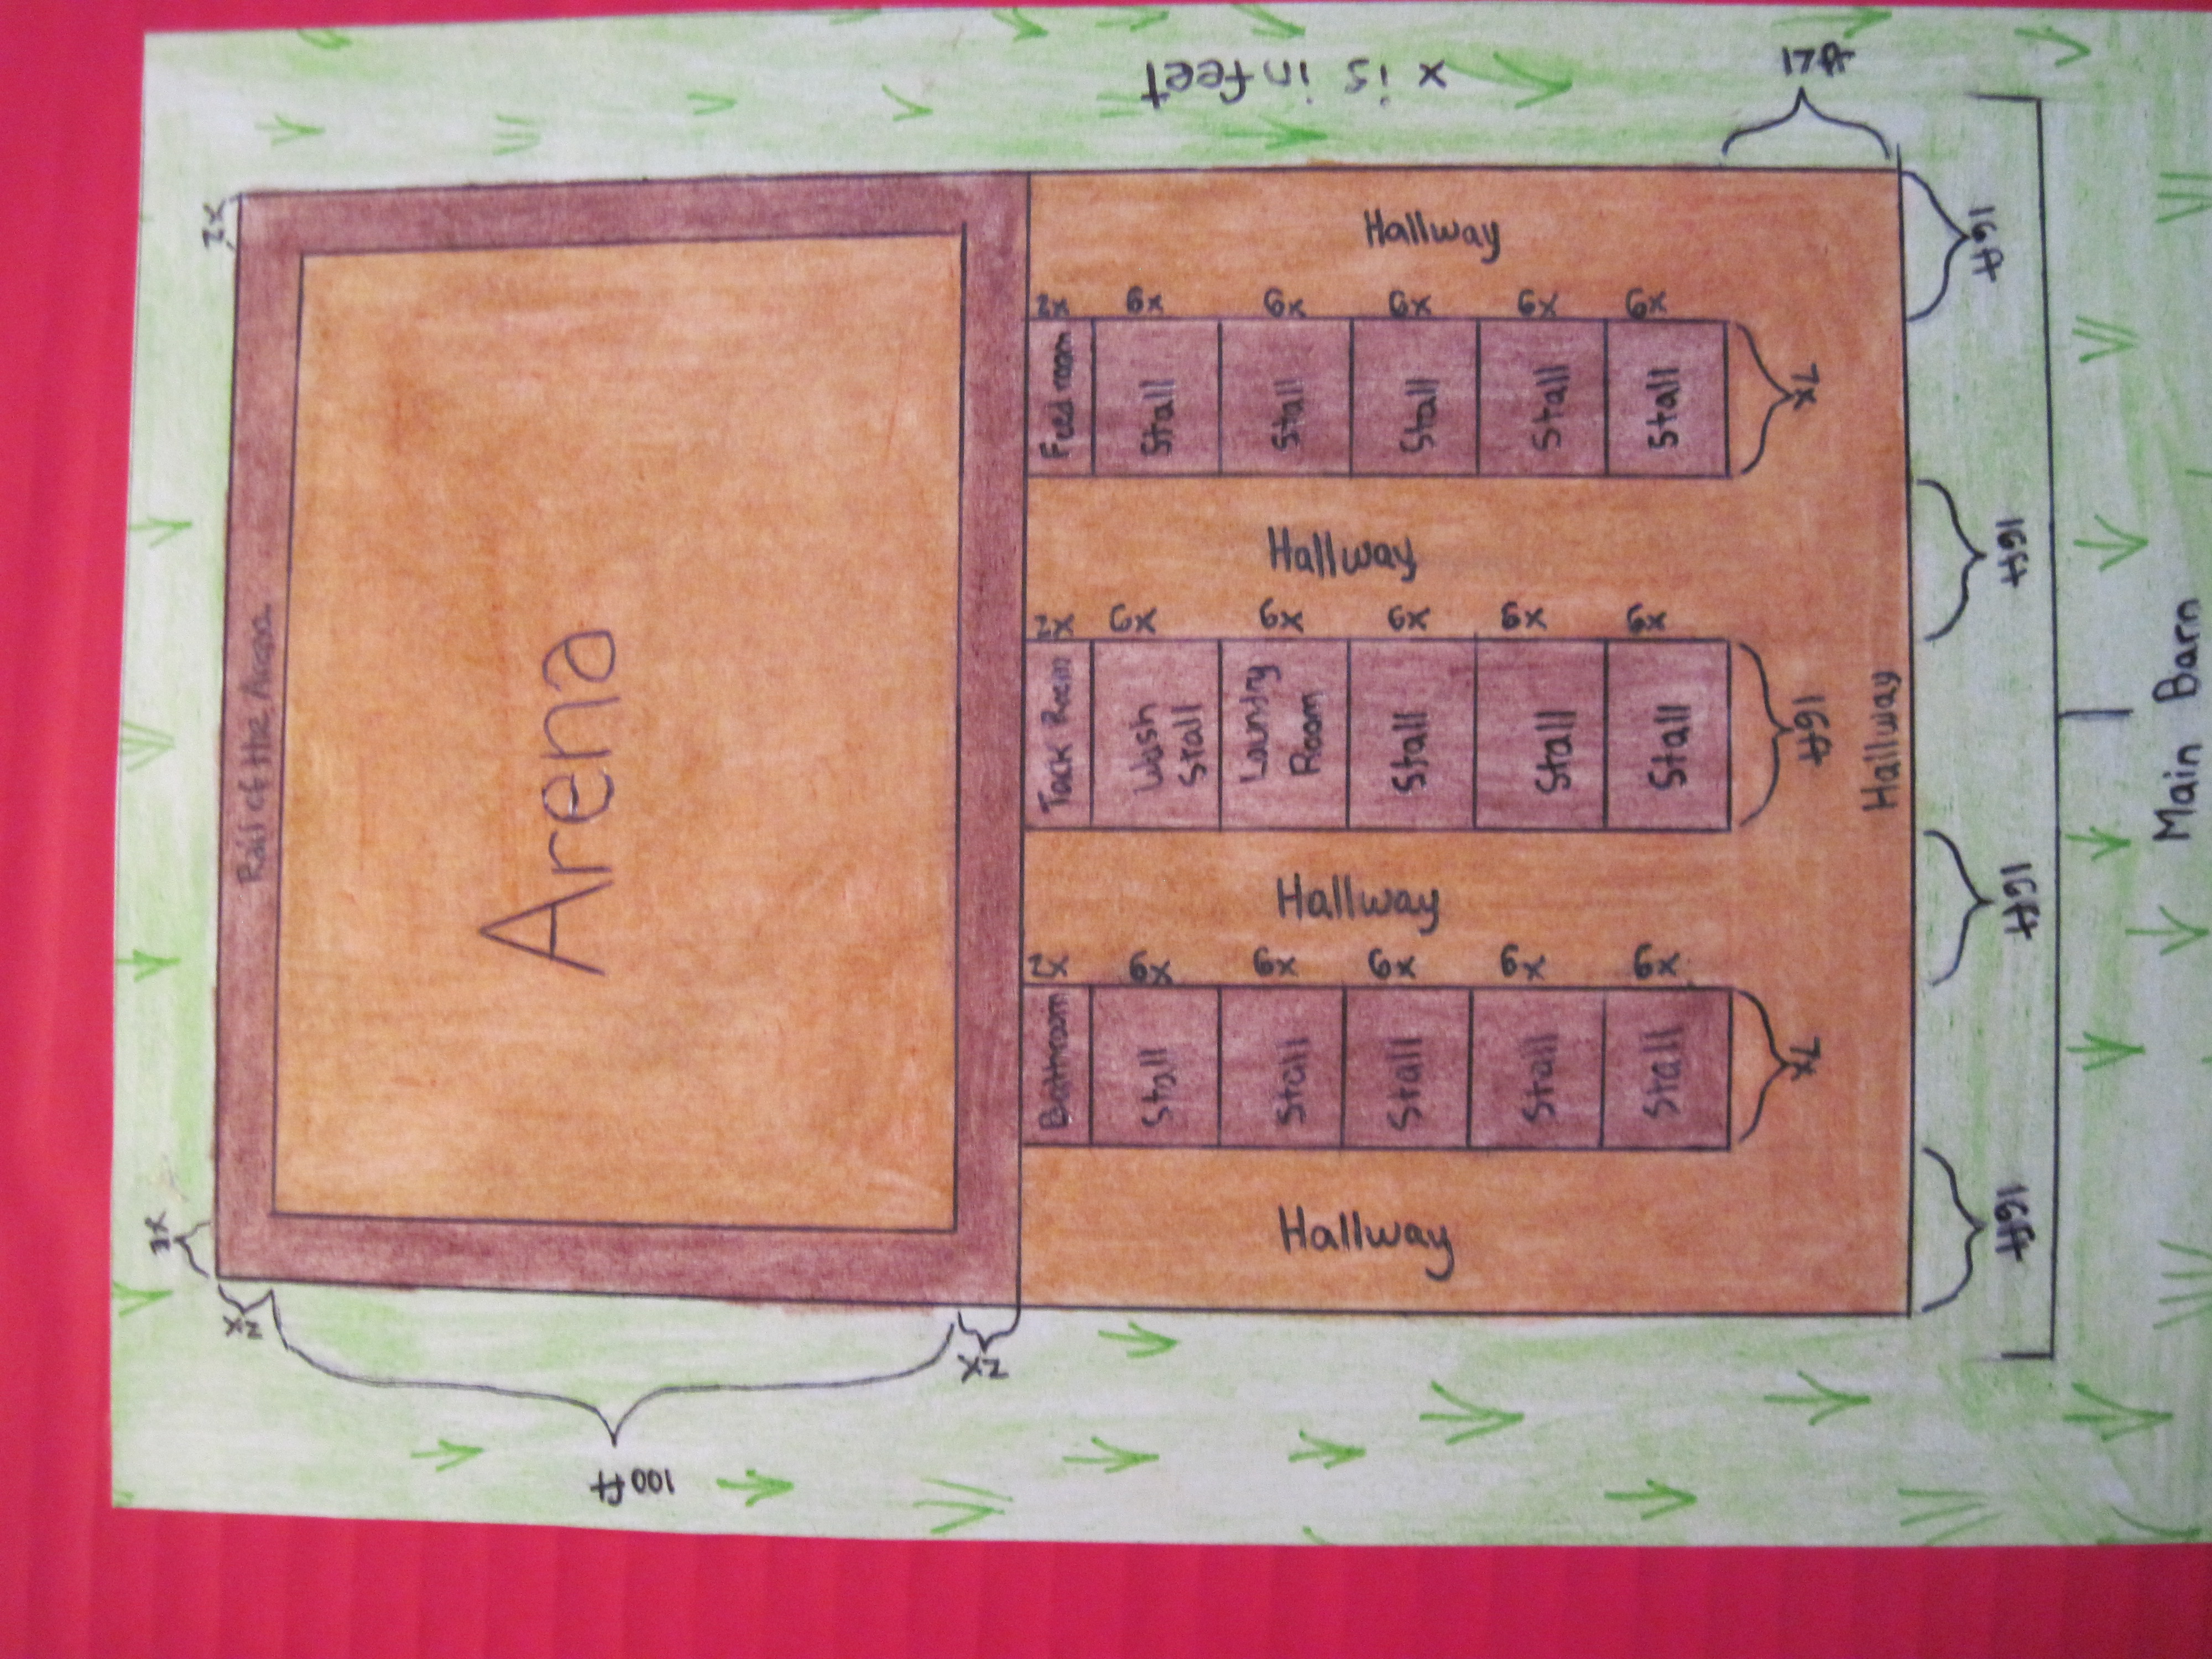 2x
2x
2x
Rail of the Arena
Arena
100ft
2x
Bathroom
2x
Tack Room
2x
Feed room
2x
Stall
6x
Wash
Stall
6x
Stall
6x
Stall
6x
Laundry
Room
6x
Stall
6x
Stall
6x
Stall
6x
Stall
6x
Stall
6x
Stall
6x
Stall
6x
Stall
6x
Stall
6x
Stall
6x
Hallway
Hallway
Hallway
Hallway
x is in feet
7x
16ft
7x
17ft
Hallway
16ft
16ft
16ft
16ft
Main Barn